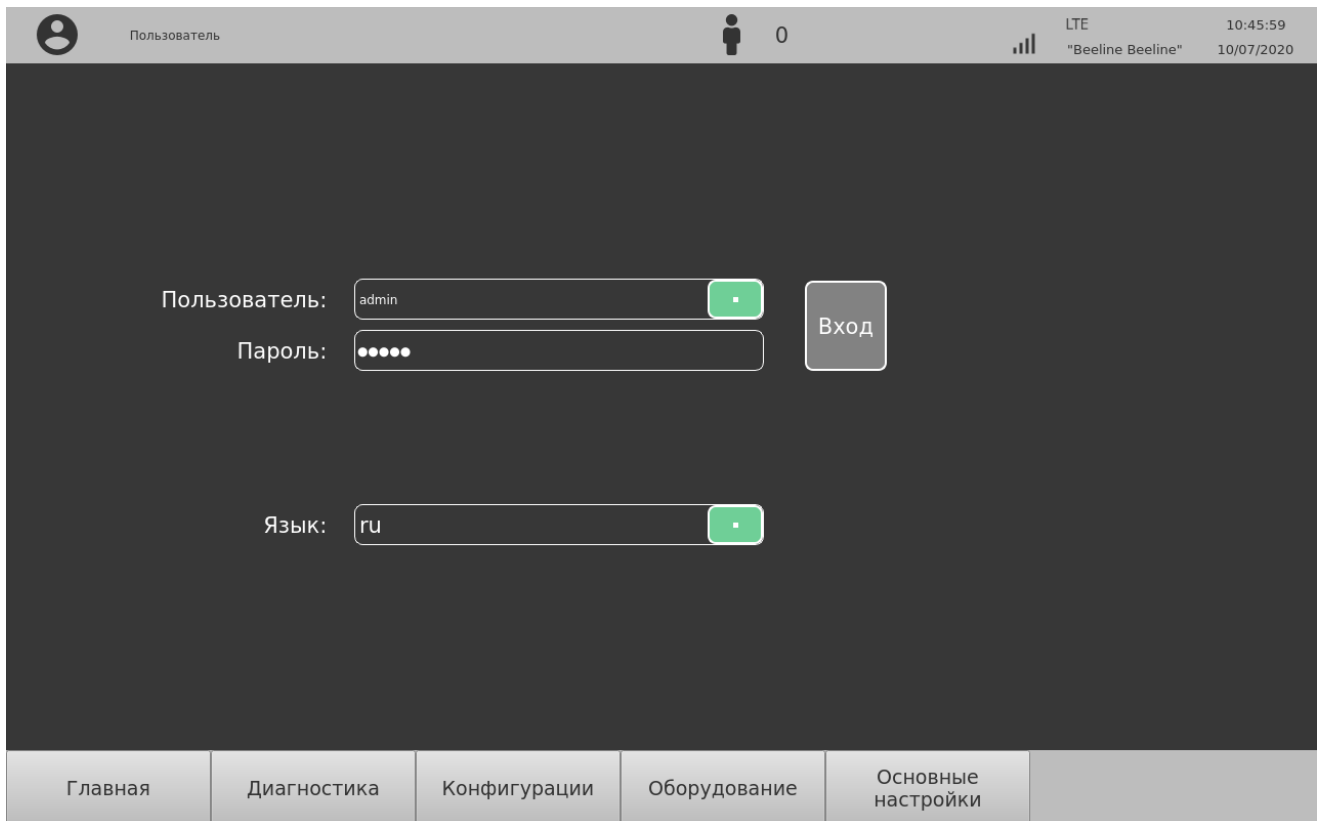 Пользователь
0
LTE
10:45:59
"Beeline Beeline"
10/07/2020
Пользователь:
admin
Вход
Пароль:
●●●●●
Язык:
ru
Главная
Диагностика
Конфигурации
Оборудование
Основные
настройки